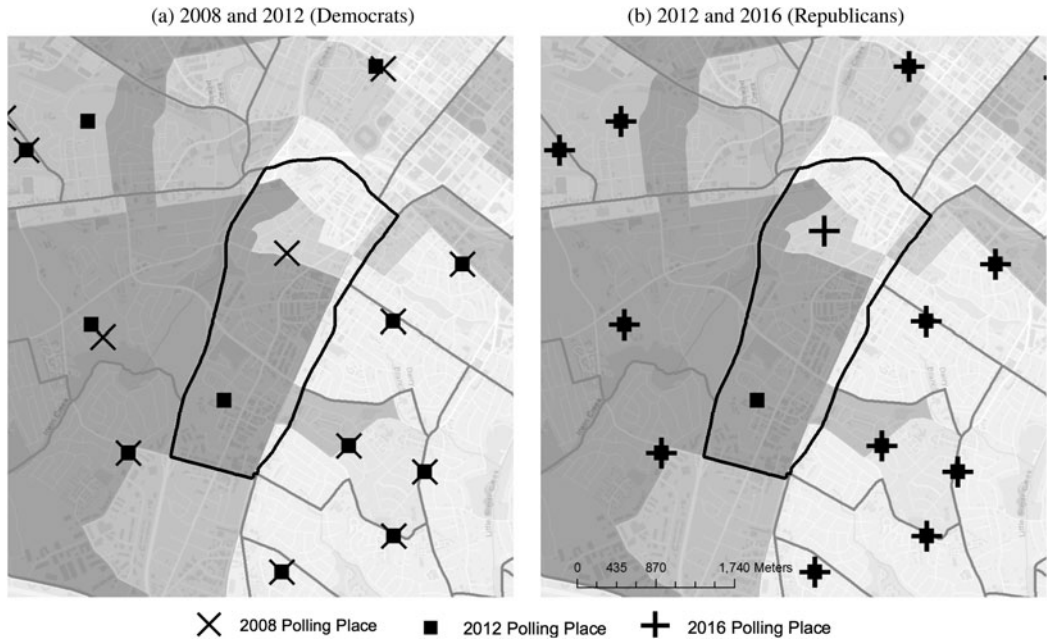 (a) 2008 and 2012 (Democrats)
(b) 2012 and 2016 (Republicans)
0 435 870 1,740 Meters
2008 Polling Place
2012 Polling Place
2016 Polling Place